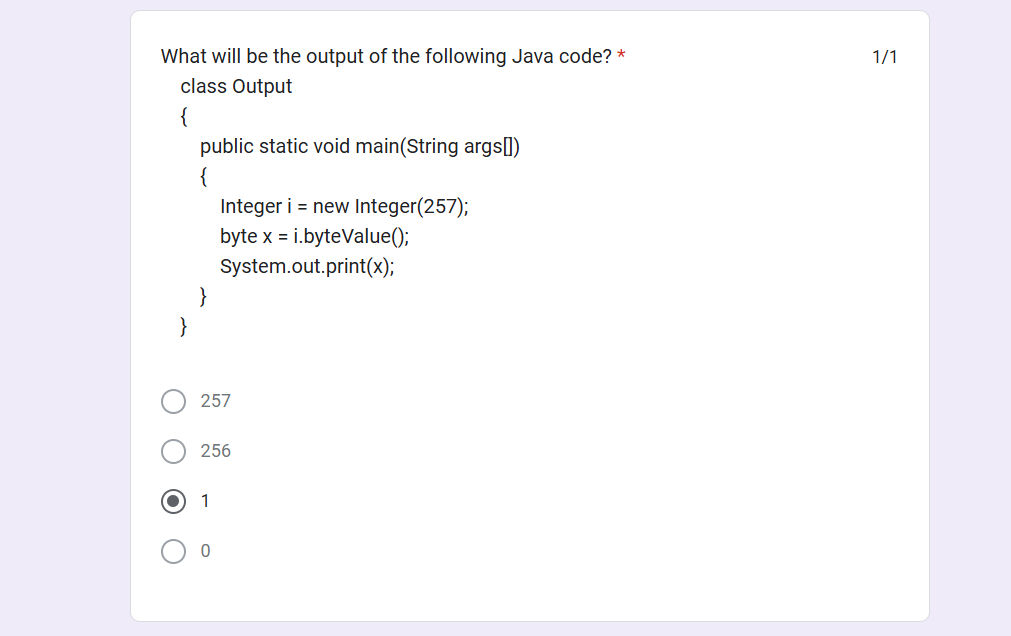 What will be the output of the following Java code? *
1/1
class Output
{
public static void main(String args[])
{
Integer i = new Integer(257);
byte x = i.byteValue();
System.out.print(x);
}
}
257
256
1
0